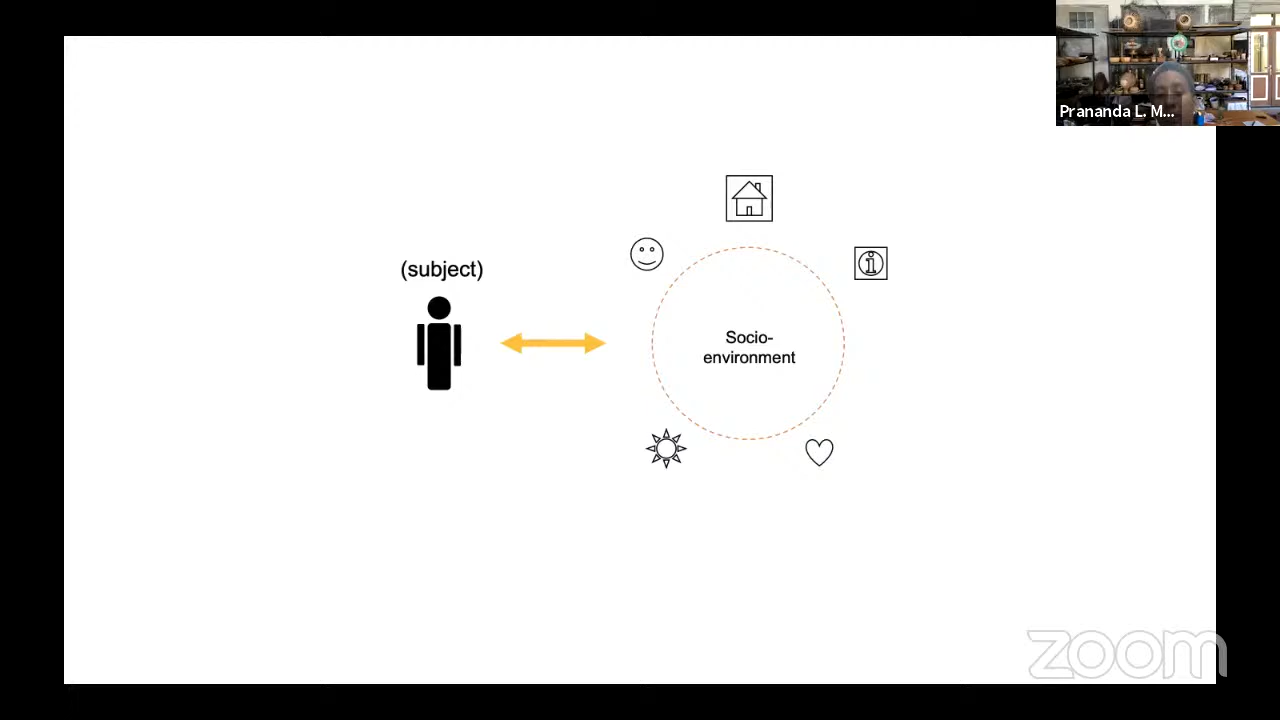 Prananda L. M...
(subject)
Socio-
environment
zoom